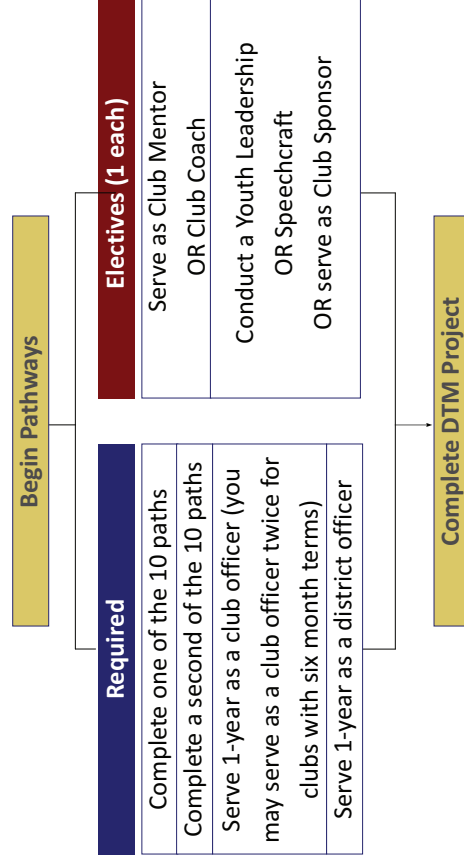 Begin Pathways
Required
Complete one of the 10 paths
Complete a second of the 10 paths
Serve 1-year as a club officer (you
may serve as a club officer twice for
clubs with six month terms)
Serve 1-year as a district officer
Electives (1 each)
Serve as Club Mentor
OR Club Coach
Conduct a Youth Leadership
OR Speechcraft
OR serve as Club Sponsor
Complete DTM Project